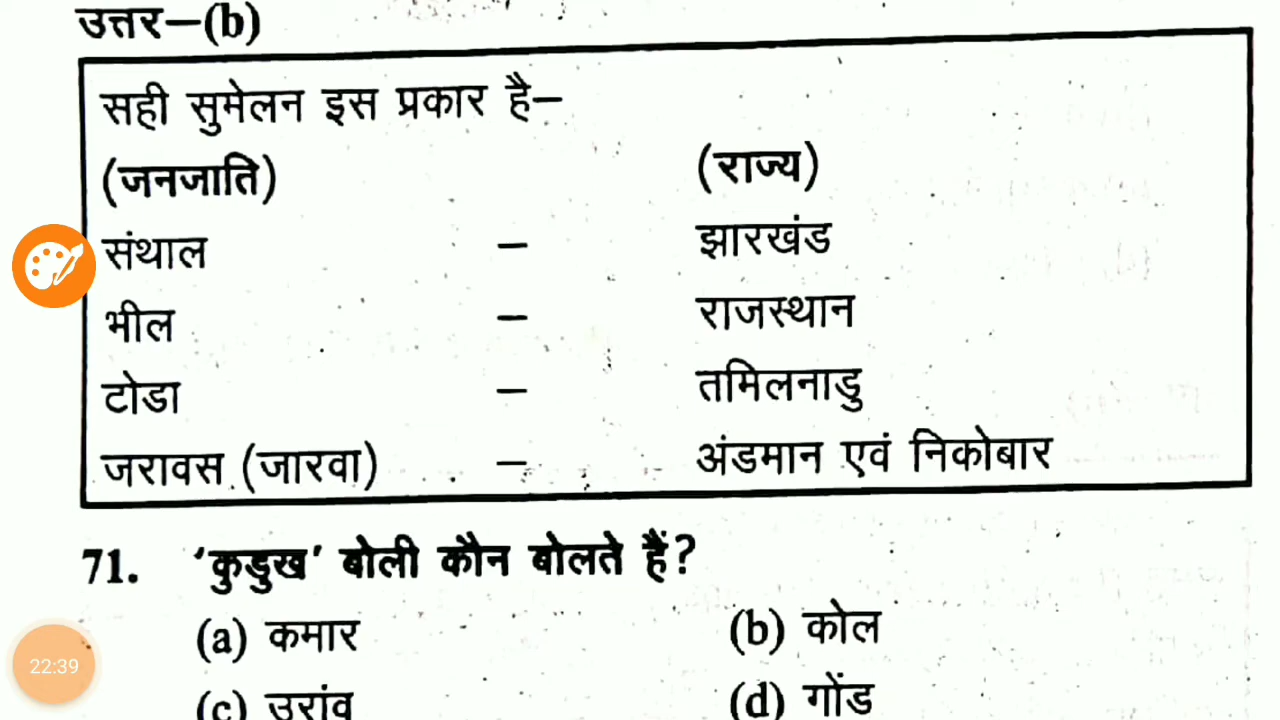 उत्तर–(b)
सही सुमेलन इस प्रकार है–
(जनजाति) (राज्य)
संथाल – झारखंड
भील – राजस्थान
टोडा – तमिलनाडु
जरावस (जारवा) – अंडमान एवं निकोबार
71. 'कुडुख' बोली कौन बोलते हैं?
(a) कमार (b) कोल
(c) उरांव (d) गोंड
22:39